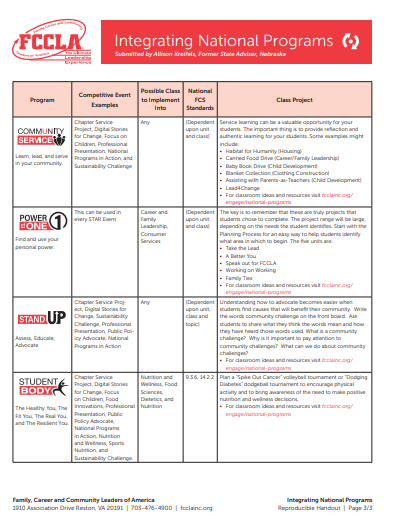 FCCLA
The Ultimate
Leadership
Experience
Integrating National Programs
Submitted by Allison Kreifels, Former State Adviser, Nebraska
Program
Competitive Event
Examples
Possible Class
to Implement
Into
National
FCS
Standards
Class Project
COMMUNITY
SERVICE
Learn, lead, and serve
in your community.
Chapter Service
Project, Digital Stories
for Change, Focus on
Children, Professional
Presentation, National
Programs in Action, and
Sustainability Challenge
Any
(Dependent
upon unit
and class)
Service learning can be a valuable opportunity for your
students. The important thing is to provide reflection and
authentic learning for your students. Some examples might
include:
• Habitat for Humanity (Housing)
• Canned Food Drive (Career/Family Leadership)
• Baby Book Drive (Child Development)
• Blanket Collection (Clothing Construction)
• Assisting with Parents-as-Teachers (Child Development)
• Lead4Change
• For classroom ideas and resources visit fcclainc.org/
engage/national-programs
POWER
of ONE 1
Find and use your
personal power.
This can be used in
every STAR Event
Career and
Family
Leadership,
Consumer
Services
(Dependent
upon unit
and class)
The key is to remember that these are truly projects that
students chose to complete. The project range will be large,
depending on the needs the student identifies. Start with the
Planning Process for an easy way to help students identify
what area in which to begin. The five units are:
• Take the Lead
• A Better You
• Speak out for FCCLA
• Working on Working
• Family Ties
• For classroom ideas and resources visit fcclainc.org/
engage/national-programs
STAND UP
Assess, Educate,
Advocate
Chapter Service Proj-
ect, Digital Stories for
Change, Sustainability
Challenge, Professional
Presentation, Public Pol-
icy Advocate, National
Programs in Action
Any
(Dependent
upon unit,
class and
topic)
Understanding how to advocate becomes easier when
students find causes that will benefit their community. Write
the words community challenge on the front board. Ask
students to share what they think the words mean and how
they have heard those words used. What is a community
challenge? Why is it important to pay attention to
community challenges? What can we do about community
challenges?
• For classroom ideas and resources visit fcclainc.org/
engage/national-programs
STUDENT
BODY
The Healthy You, The
Fit You, The Real You,
and The Resilient You.
Chapter Service
Project, Digital Stories
for Change, Focus
on Children, Food
Innovations, Professional
Presentation, Public
Policy Advocate,
National Programs
in Action, Nutrition
and Wellness, Sports
Nutrition, and
Sustainability Challenge
Nutrition and
Wellness, Food
Sciences,
Dietetics, and
Nutrition
9.3.6, 14.2.2
Plan a "Spike Out Cancer" volleyball tournament or "Dodging
Diabetes" dodgeball tournament to encourage physical
activity and to bring awareness of the need to make positive
nutrition and wellness decisions.
• For classroom ideas and resources visit fcclainc.org/
engage/national-programs
Family, Career and Community Leaders of America
1910 Association Drive Reston, VA 20191 | 703-476-4900 | fcclainc.org
Integrating National Programs
Reproducible Handout | Page 3/3